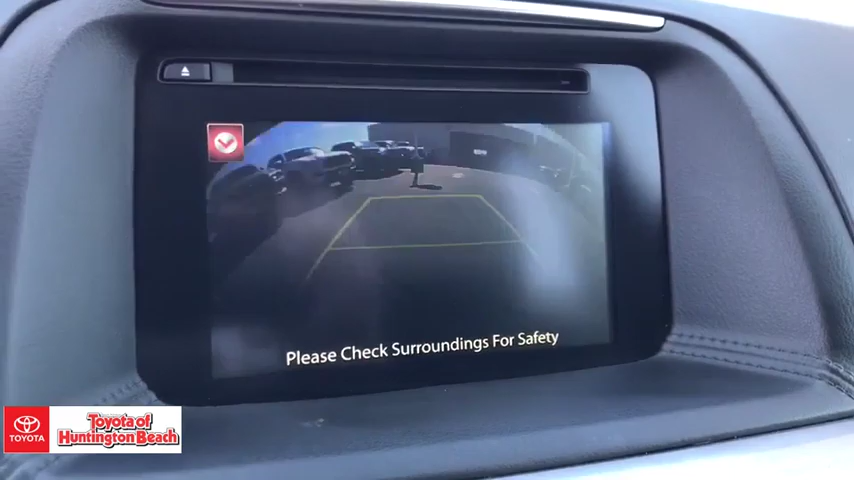 Please Check Surroundings For Safety
TOYOTA
Toyota of
Huntington Beach